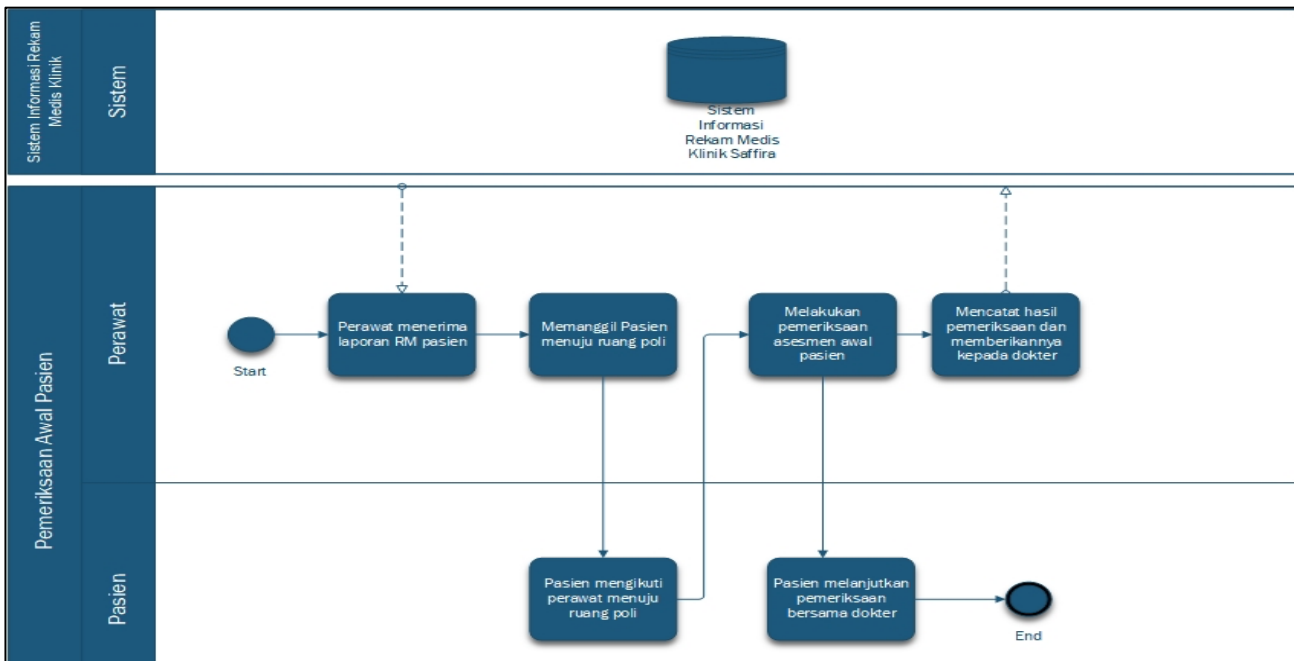 Sistem Informasi Rekam
Medis Klinik
Sistem
Sistem
Informasi
Rekam Medis
Klinik Saffira
Pemeriksaan Awal Pasien
Perawat
Start
Perawat menerima
laporan RM pasien
Memanggil Pasien
menuju ruang poli
Melakukan
pemeriksaan
asesmen awal
pasien
Mencatat hasil
pemeriksaan dan
memberikannya
kepada dokter
Pasien
Pasien mengikuti
perawat menuju
ruang poli
Pasien melanjutkan
pemeriksaan
bersama dokter
End